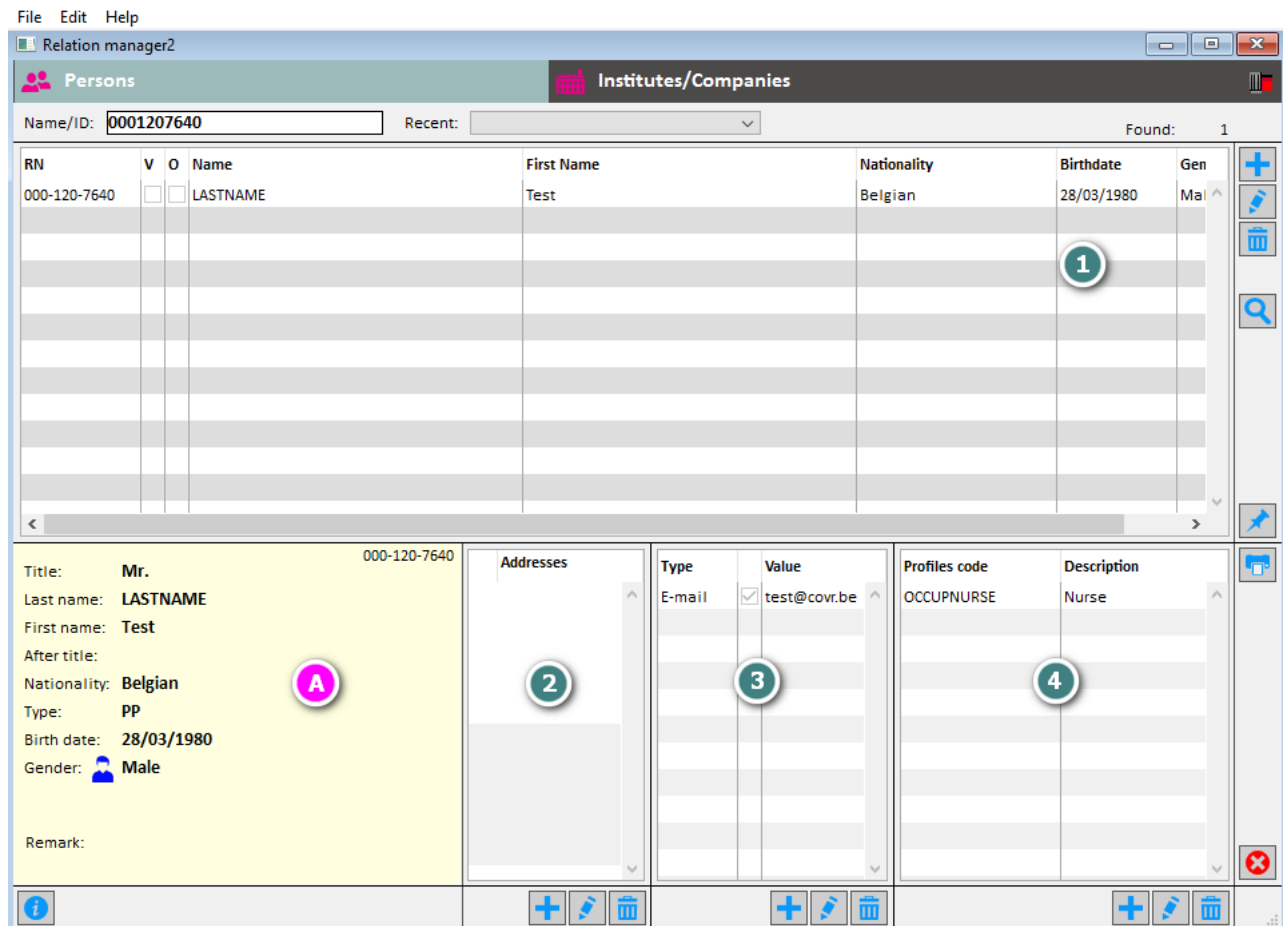 File Edit Help
Relation manager2
Persons Institutes/Companies
Name/ID: 0001207640 Recent: Found: 1
RN V O Name First Name Nationality Birthdate Gen
000-120-7640 LASTNAME Test Belgian 28/03/1980 Mal
1
000-120-7640
Title: Mr.
Last name: LASTNAME
First name: Test
After title:
Nationality: Belgian
Type: PP
Birth date: 28/03/1980
Gender: Male
Remark:
A
Addresses
2
Type Value
E-mail test@covr.be
3
Profiles code Description
OCCUPNURSE Nurse
4